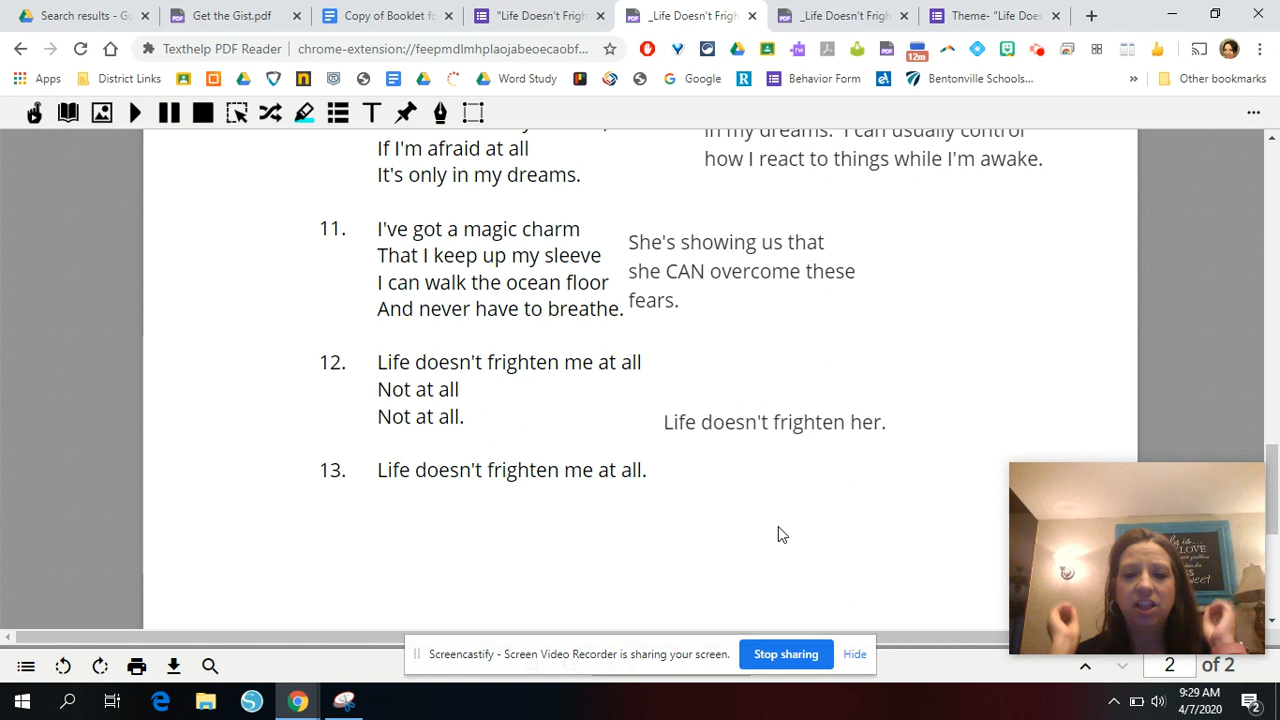 Search results - Go
Get the Gist.pdf
Copy of Booklet fo
"Life Doesn't Frigh
_Life Doesn't Frigh
_Life Doesn't Frigh
Theme- "Life Does
Texthelp PDF Reader
chrome-extension://feepmdlmhplaojabeoecaobf...
12m
Apps
District Links
Word Study
Google
Behavior Form
Bentonville Schools...
»
Other bookmarks
in my dreams. I can usually control
If I'm afraid at all
how I react to things while I'm awake.
It's only in my dreams.
11. I've got a magic charm
That I keep up my sleeve
I can walk the ocean floor
And never have to breathe.
She's showing us that
she CAN overcome these
fears.
12. Life doesn't frighten me at all
Not at all
Not at all.
Life doesn't frighten her.
13. Life doesn't frighten me at all.
LOVE
Screencastify - Screen Video Recorder is sharing your screen.
Stop sharing
Hide
2 of 2
9:29 AM
4/7/2020
2